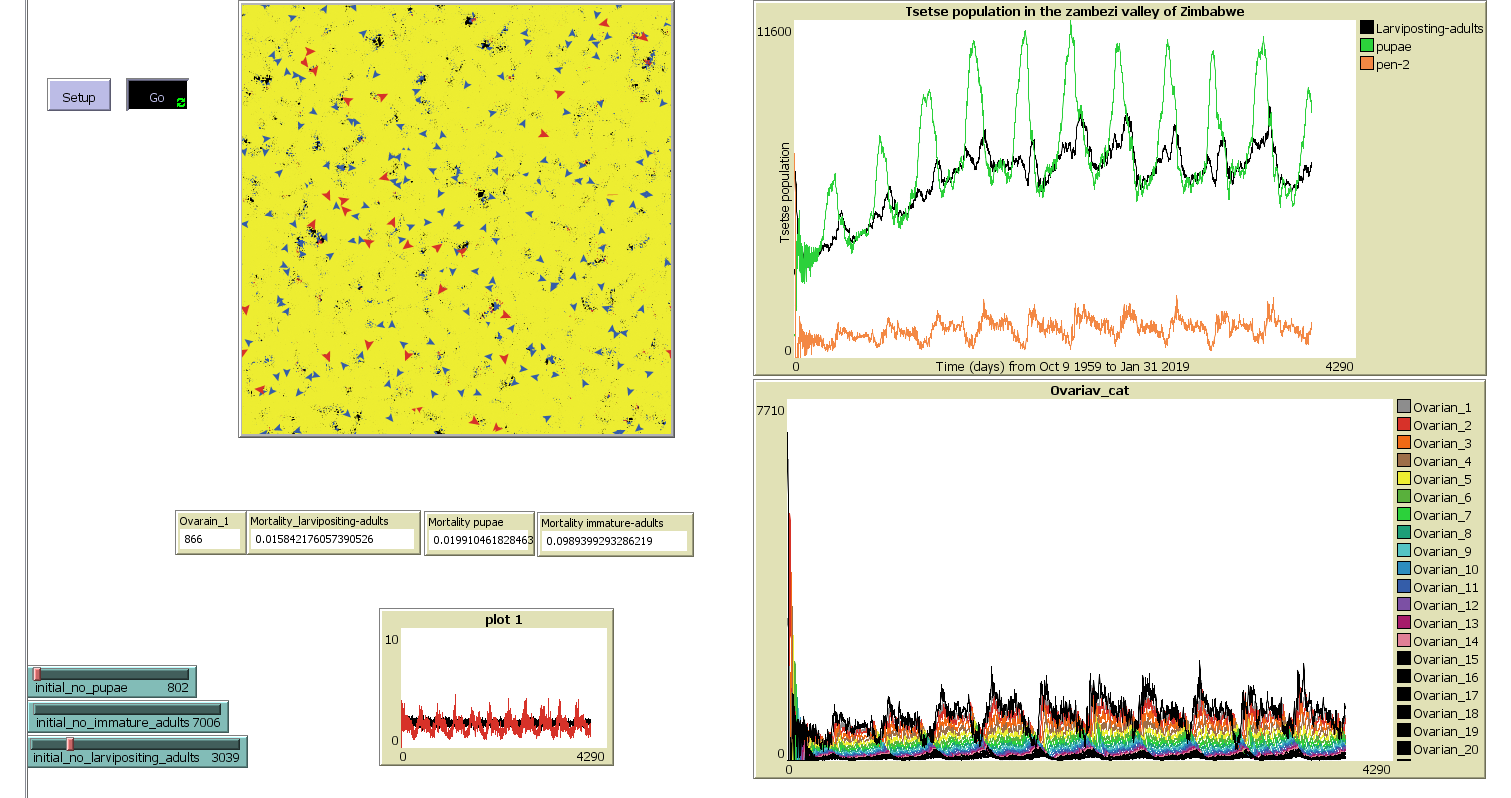 Setup
Go
Tsetse population in the zambezi valley of Zimbabwe
11600
Tsetse population
0
0
Time (days) from Oct 9 1959 to Jan 31 2019
4290
Larviposting-adults
pupae
pen-2
Ovariav_cat
7710
0
0
4290
Ovarian_1
Ovarian_2
Ovarian_3
Ovarian_4
Ovarian_5
Ovarian_6
Ovarian_7
Ovarian_8
Ovarian_9
Ovarian_10
Ovarian_11
Ovarian_12
Ovarian_13
Ovarian_14
Ovarian_15
Ovarian_16
Ovarian_17
Ovarian_18
Ovarian_19
Ovarian_20
Ovarain_1
866
Mortality_larvipositing-adults
0.015842176057390526
Mortality pupae
0.019910461828463
Mortality immature-adults
0.0989399293286219
plot 1
10
0
0
4290
initial_no_pupae 802
initial_no_immature_adults 7006
initial_no_larvipositing_adults 3039